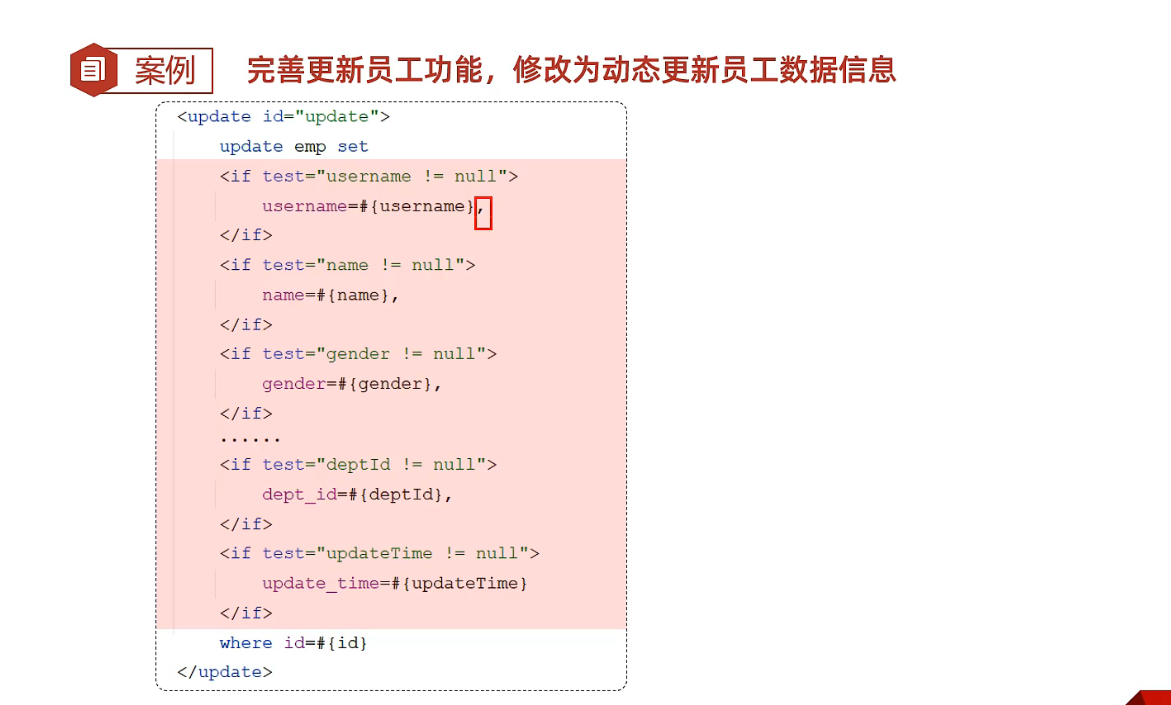 案例 完善更新员工功能，修改为动态更新员工数据信息
<update id="update">
update emp set
<if test="username != null">
username=#{username},
</if>
<if test="name != null">
name=#{name},
</if>
<if test="gender != null">
gender=#{gender},
</if>
......
<if test="deptId != null">
dept_id=#{deptId},
</if>
<if test="updateTime != null">
update_time=#{updateTime}
</if>
where id=#{id}
</update>